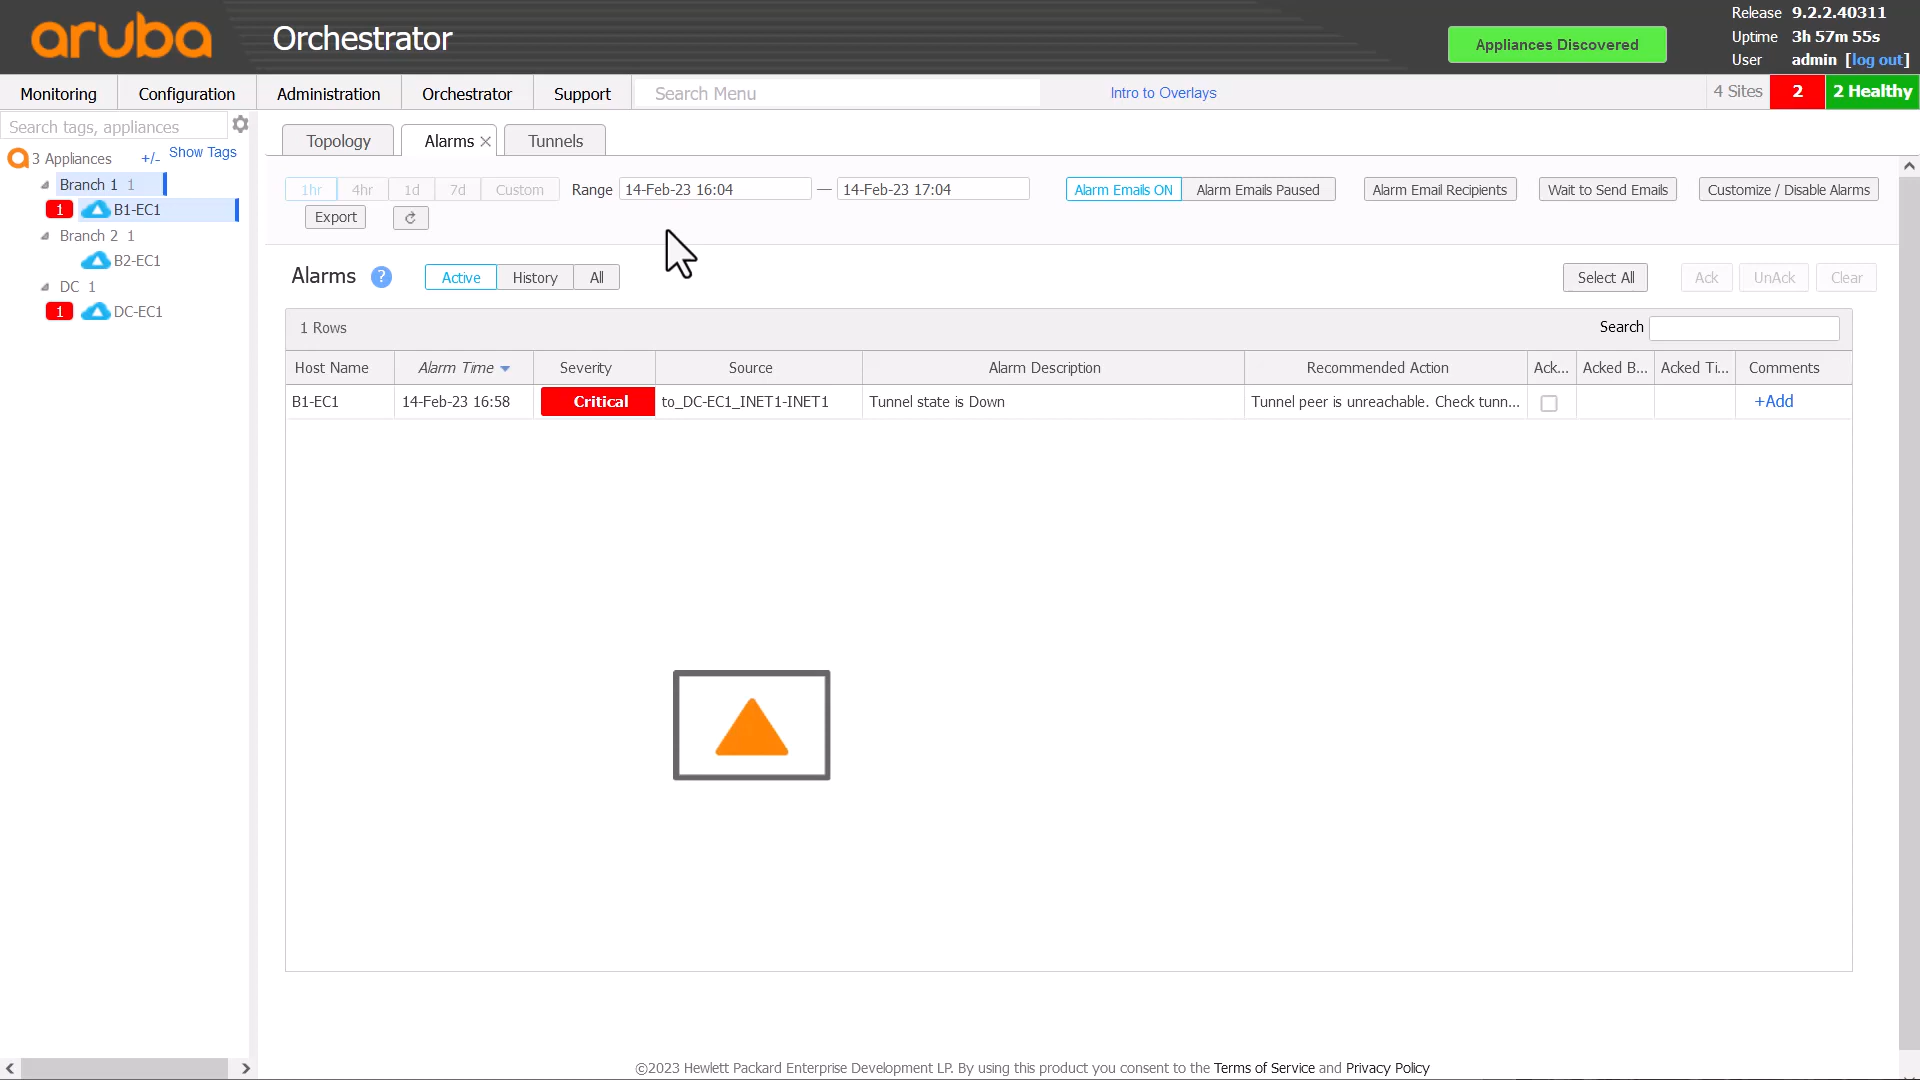 aruba
Orchestrator
Appliances Discovered
Release 9.2.2.40311
Uptime 3h 57m 55s
User admin [log out]
Monitoring Configuration Administration Orchestrator Support Search Menu Intro to Overlays 4 Sites 2 2 Healthy
Search tags, appliances
3 Appliances +/- Show Tags
Branch 1 1
1 B1-EC1
Branch 2 1
B2-EC1
DC 1
1 DC-EC1
Topology Alarms Tunnels
1hr 4hr 1d 7d Custom Range 14-Feb-23 16:04 — 14-Feb-23 17:04 Alarm Emails ON Alarm Emails Paused Alarm Email Recipients Wait to Send Emails Customize / Disable Alarms
Export
Alarms ? Active History All Select All Ack UnAck Clear
1 Rows Search
Host Name Alarm Time Severity Source Alarm Description Recommended Action Ack... Acked B... Acked Ti... Comments
B1-EC1 14-Feb-23 16:58 Critical to_DC-EC1_INET1-INET1 Tunnel state is Down Tunnel peer is unreachable. Check tunn... +Add
©2023 Hewlett Packard Enterprise Development LP. By using this product you consent to the Terms of Service and Privacy Policy